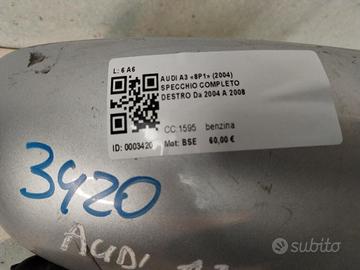 L: 6 A6
AUDI A3 «8P1» (2004)
SPECCHIO COMPLETO
DESTRO Da 2004 A 2008
CC:1595 benzina
ID: 0003420 Mot: BSE 60,00 €
3420
AUDI A3
subito